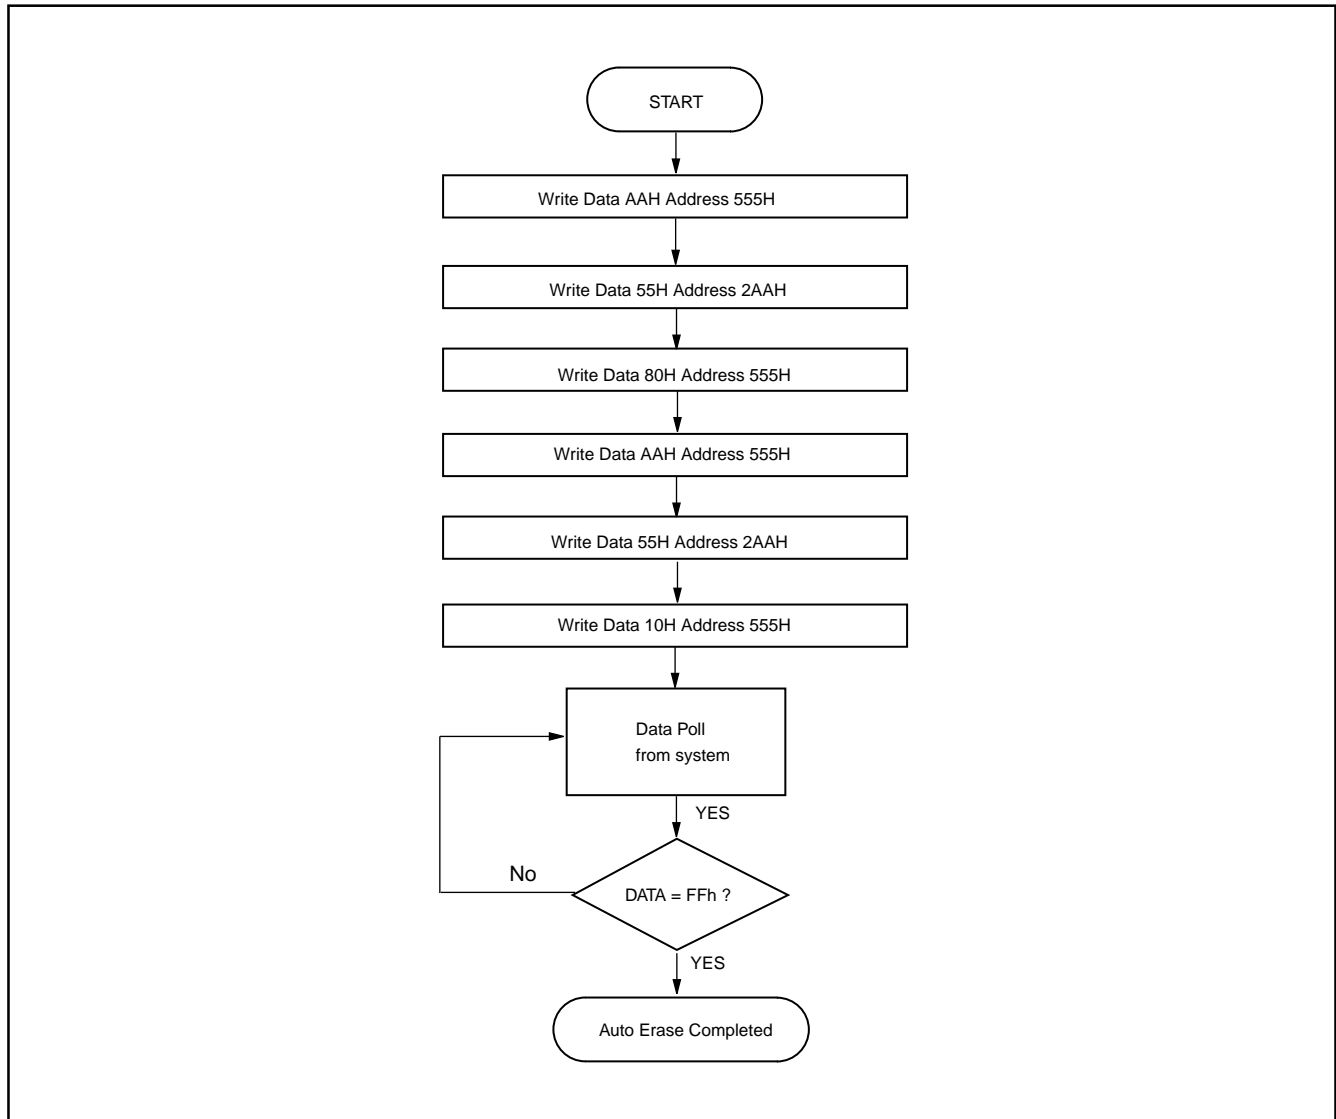 START
Write Data AAH Address 555H
Write Data 55H Address 2AAH
Write Data 80H Address 555H
Write Data AAH Address 555H
Write Data 55H Address 2AAH
Write Data 10H Address 555H
Data Poll
from system
YES
No
DATA = FFh ?
YES
Auto Erase Completed